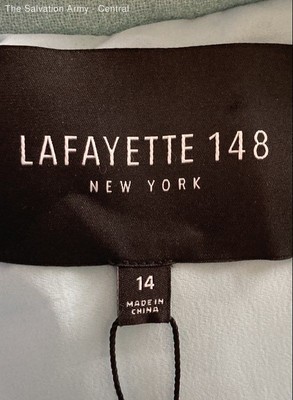 The Salvation Army - Central
LAFAYETTE 148
NEW YORK
14
MADE IN
CHINA